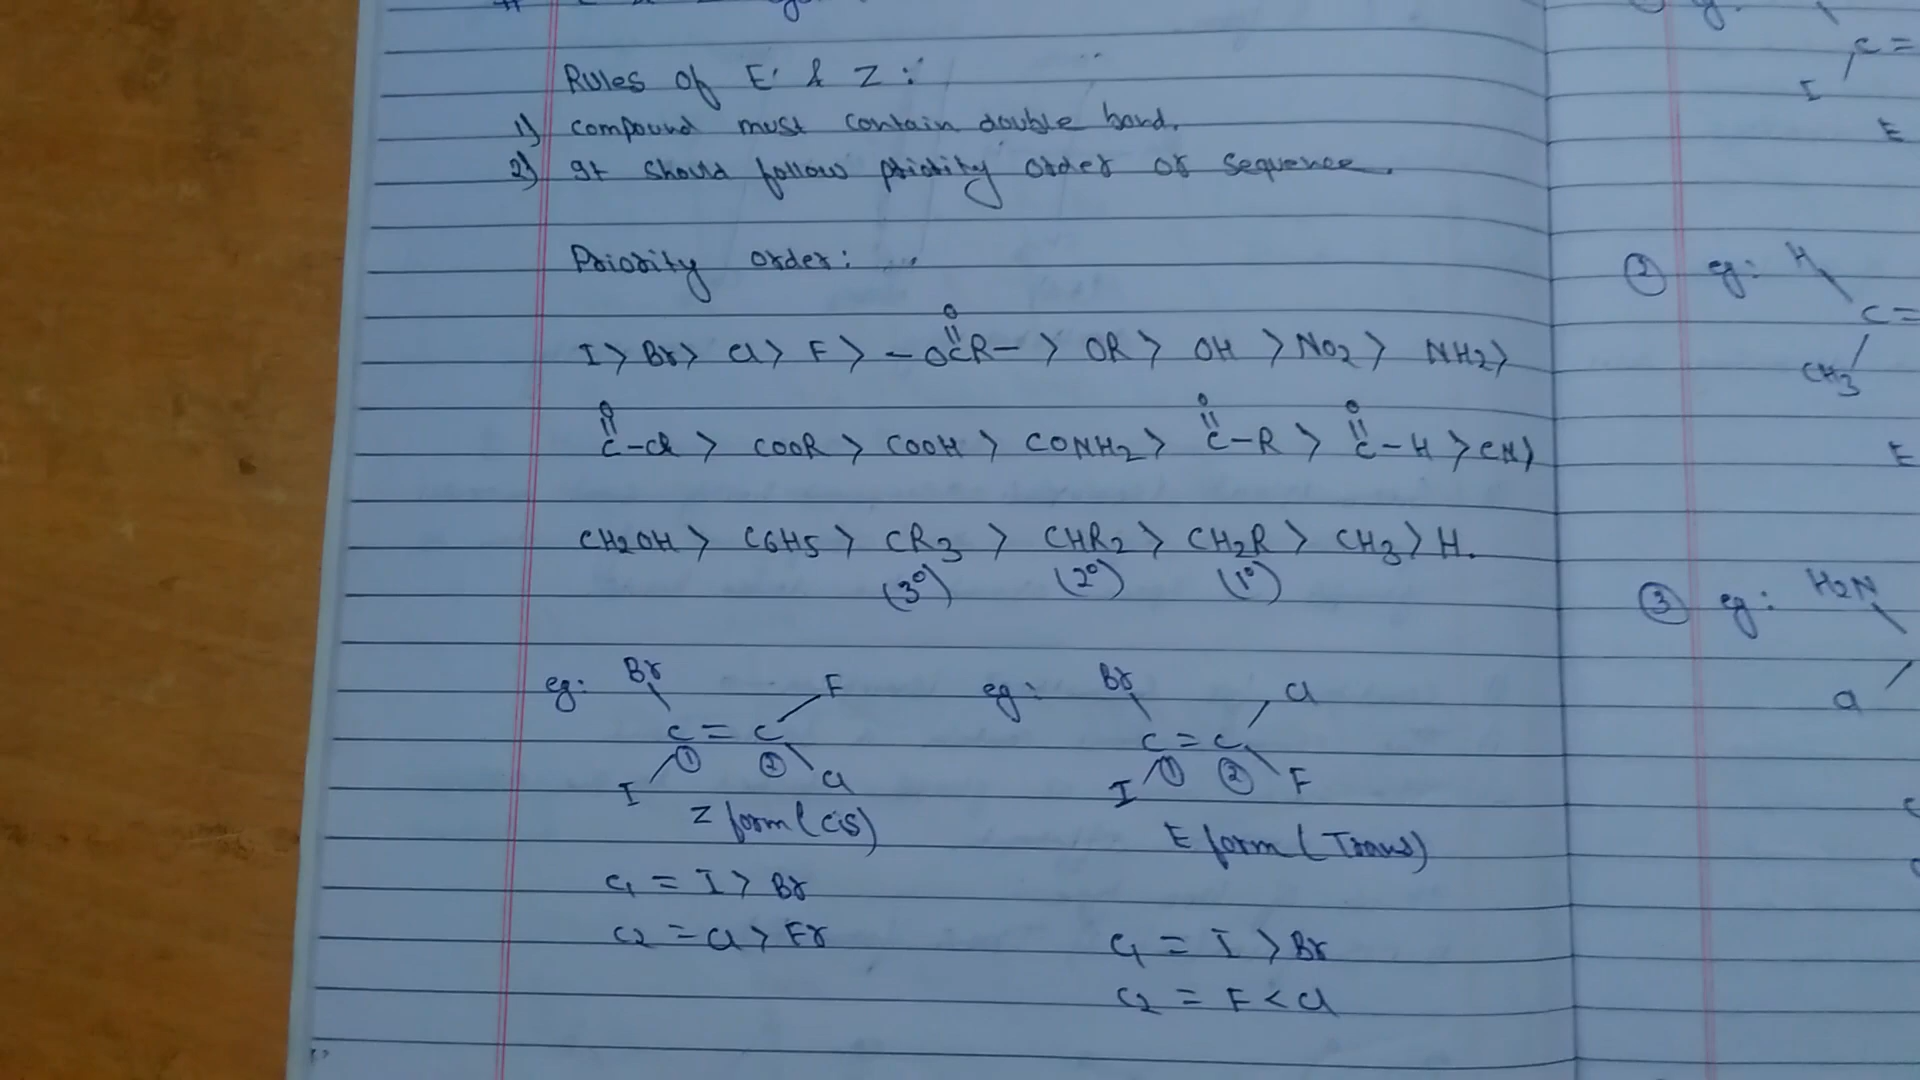 Rules of E & Z :
1) compound must contain double bond.
2) It should follow priority order or sequence.
Priority order:
I > Br > Cl > F > - OCR - > OR > OH > NO2 > NH2 >
O
C-Cl > COOR > COOH > CONH2 > C-R > C-H > CN >
O O O
CH2OH > C6H5 > CR3 > CHR2 > CH2R > CH3 > H.
(3°) (2°) (1°)
eg: Br F
C = C
① ②
I Cl
Z form (cis)
C1 = I > Br
C2 = Cl > Fr
eg: Br Cl
C = C
① ②
I F
E form (Trans)
C1 = I > Br
C2 = F < Cl
C =
I
E
② eg: H
C =
CH3
E
③ eg: H2N
Cl